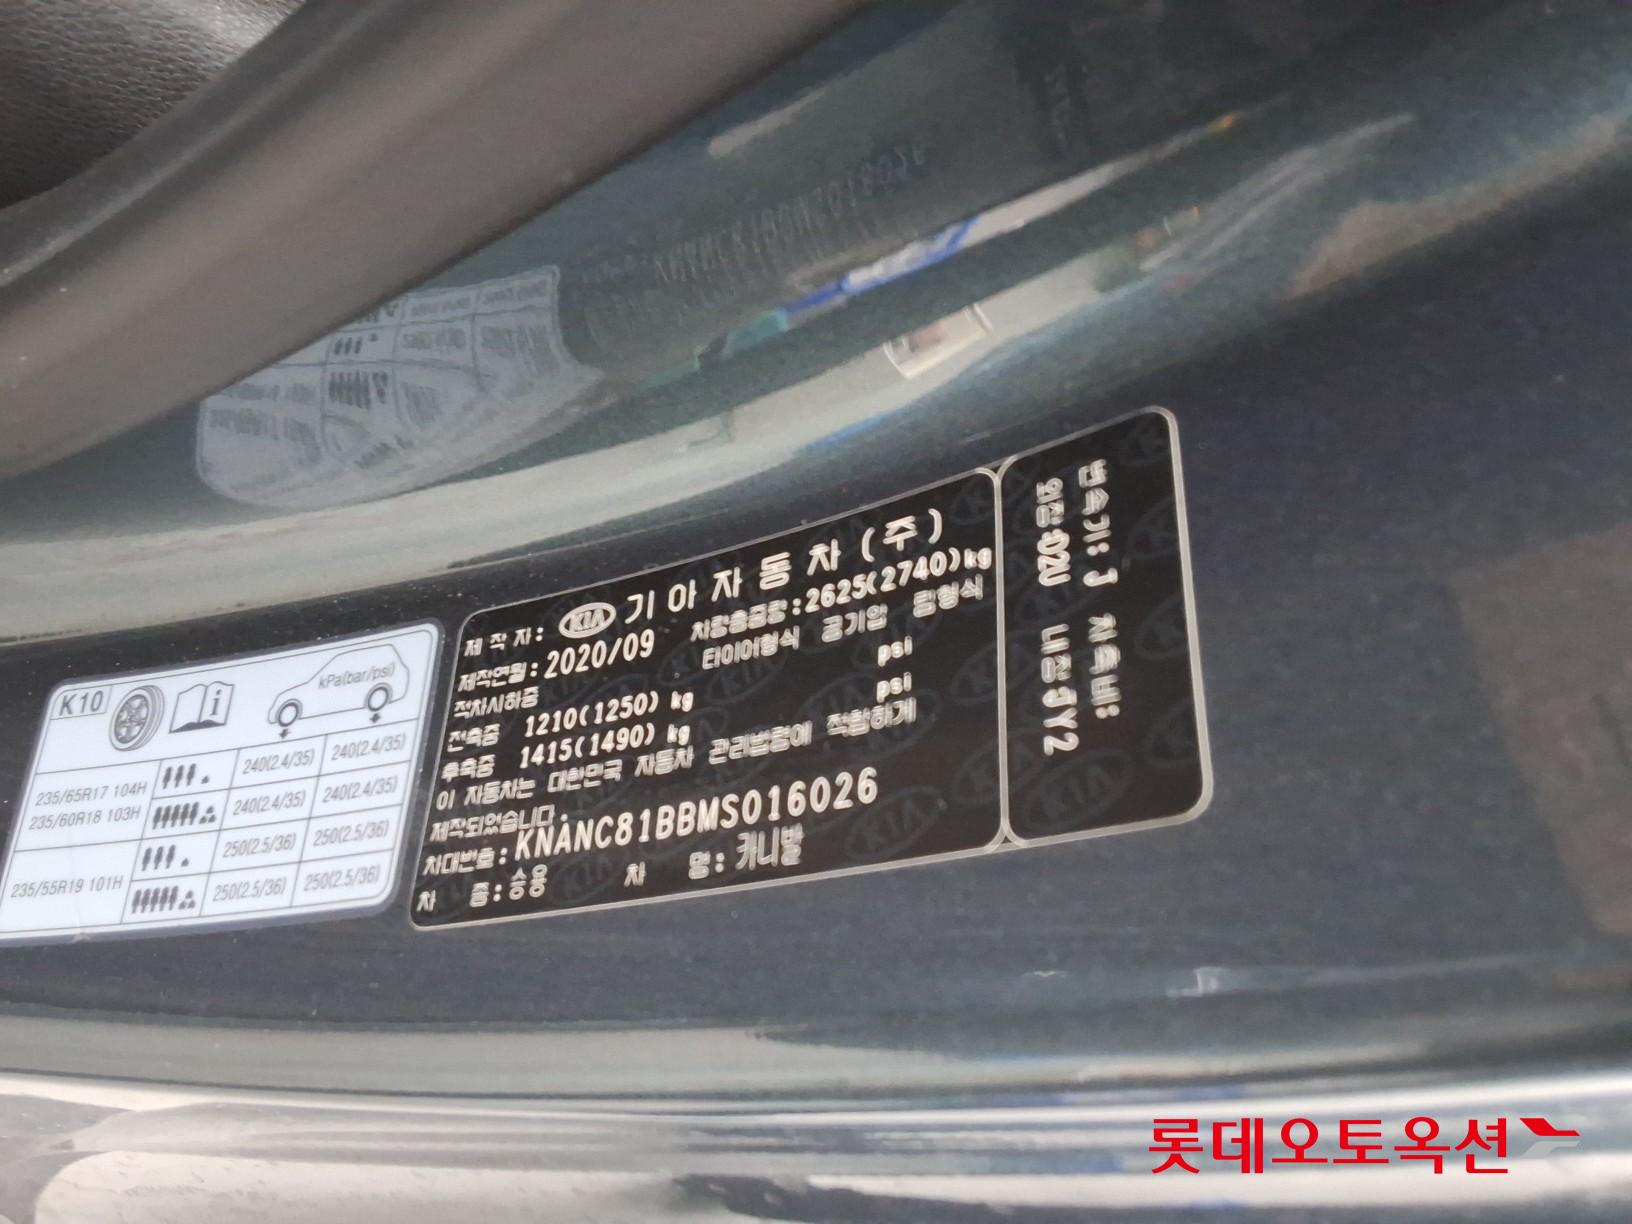 K10
kPa(bar/psi)
235/65R17 104H
235/60R18 103H
240(2.4/35) 240(2.4/35)
240(2.4/35) 240(2.4/35)
235/55R19 101H
250(2.5/36) 250(2.5/36)
250(2.5/36) 250(2.5/36)
제작자: KIA 기아자동차(주)
제작연월:2020/09 차량총중량:2625(2740)kg
적차시하중 타이어형식 공기압 림형식
전축중 1210(1250) kg psi
후축중 1415(1490) kg psi
이 자동차는 대한민국 자동차 관리법령에 적합하게
제작되었습니다.
차대번호:KNANC81BBMS016026
차 종:승용 차 명:카니발
변속기: J 차축비:
외장:D2U 내장:GY2
롯데오토옥션